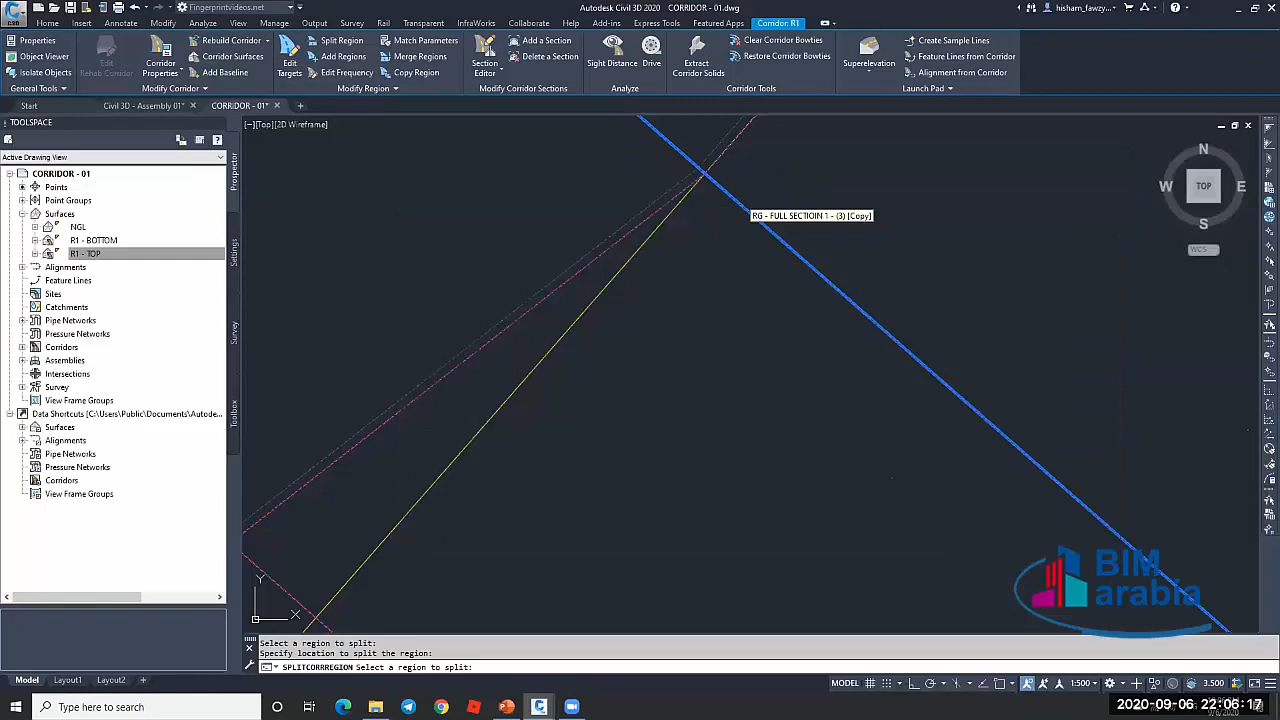 Fingerprintvideos.net
Autodesk Civil 3D 2020 CORRIDOR - 01.dwg
hisham_fawzy...
Home Insert Annotate Modify Analyze View Manage Output Survey Rail Transparent InfraWorks Collaborate Help Add-ins Express Tools Featured Apps Corridor: R1
Properties
Object Viewer
Isolate Objects
General Tools
Edit
Rehab Corridor
Corridor
Properties
Rebuild Corridor
Corridor Surfaces
Add Baseline
Modify Corridor
Edit
Targets
Split Region
Add Regions
Edit Frequency
Match Parameters
Merge Regions
Copy Region
Modify Region
Section
Editor
Add a Section
Delete a Section
Modify Corridor Sections
Sight Distance
Drive
Analyze
Extract
Corridor Solids
Clear Corridor Bowties
Restore Corridor Bowties
Corridor Tools
Superelevation
Create Sample Lines
Feature Lines from Corridor
Alignment from Corridor
Launch Pad
Start
Civil 3D - Assembly 01*
CORRIDOR - 01*
TOOLSPACE
Active Drawing View
CORRIDOR - 01
Points
Point Groups
Surfaces
NGL
R1 - BOTTOM
R1 - TOP
Alignments
Feature Lines
Sites
Catchments
Pipe Networks
Pressure Networks
Corridors
Assemblies
Intersections
Survey
View Frame Groups
Data Shortcuts [C:\Users\Public\Documents\Autode...
Surfaces
Alignments
Pipe Networks
Pressure Networks
Corridors
View Frame Groups
Prospector
Settings
Survey
Toolbox
[−][Top][2D Wireframe]
N
W TOP E
S
WCS
RG - FULL SECTIOIN 1 - (3) [Copy]
Y
X
BIM
arabia
Select a region to split:
Specify location to split the region:
SPLITCORRREGION Select a region to split:
Model Layout1 Layout2 +
MODEL
1:500
3.500
Type here to search
2020-09-06 22:06:17